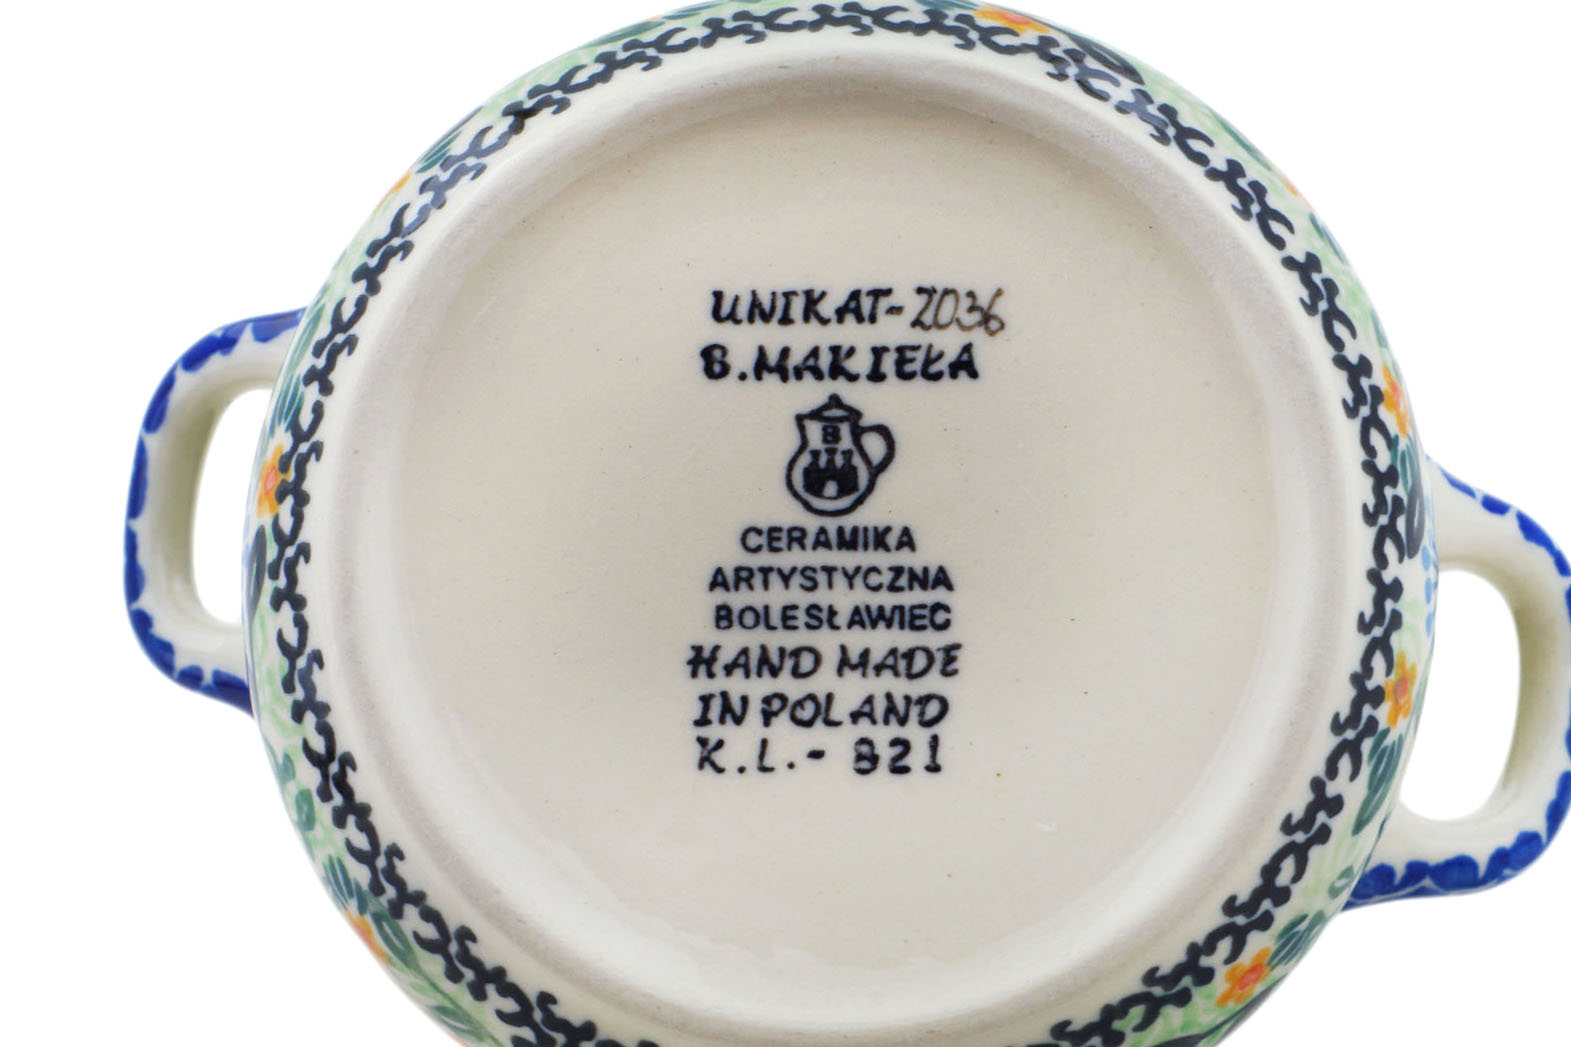 UNIKAT-2036
B.MAKIEŁA
B
CERAMIKA
ARTYSTYCZNA
BOLESŁAWIEC
HAND MADE
IN POLAND
K.L.- 821